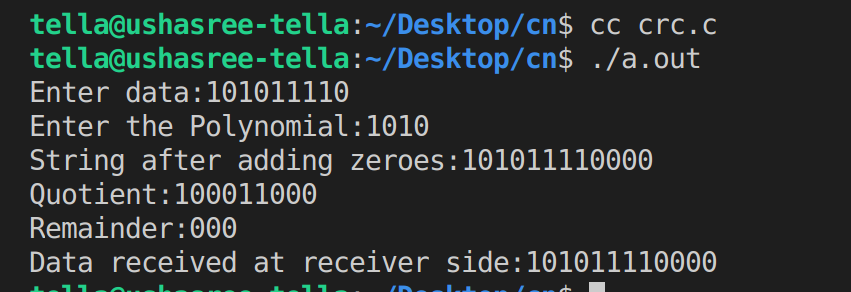 tella@ushasree-tella:~/Desktop/cn$ cc crc.c
tella@ushasree-tella:~/Desktop/cn$ ./a.out
Enter data:101011110
Enter the Polynomial:1010
String after adding zeroes:101011110000
Quotient:100011000
Remainder:000
Data received at receiver side:101011110000
tella@ushasree-tella:~/Desktop/cn$